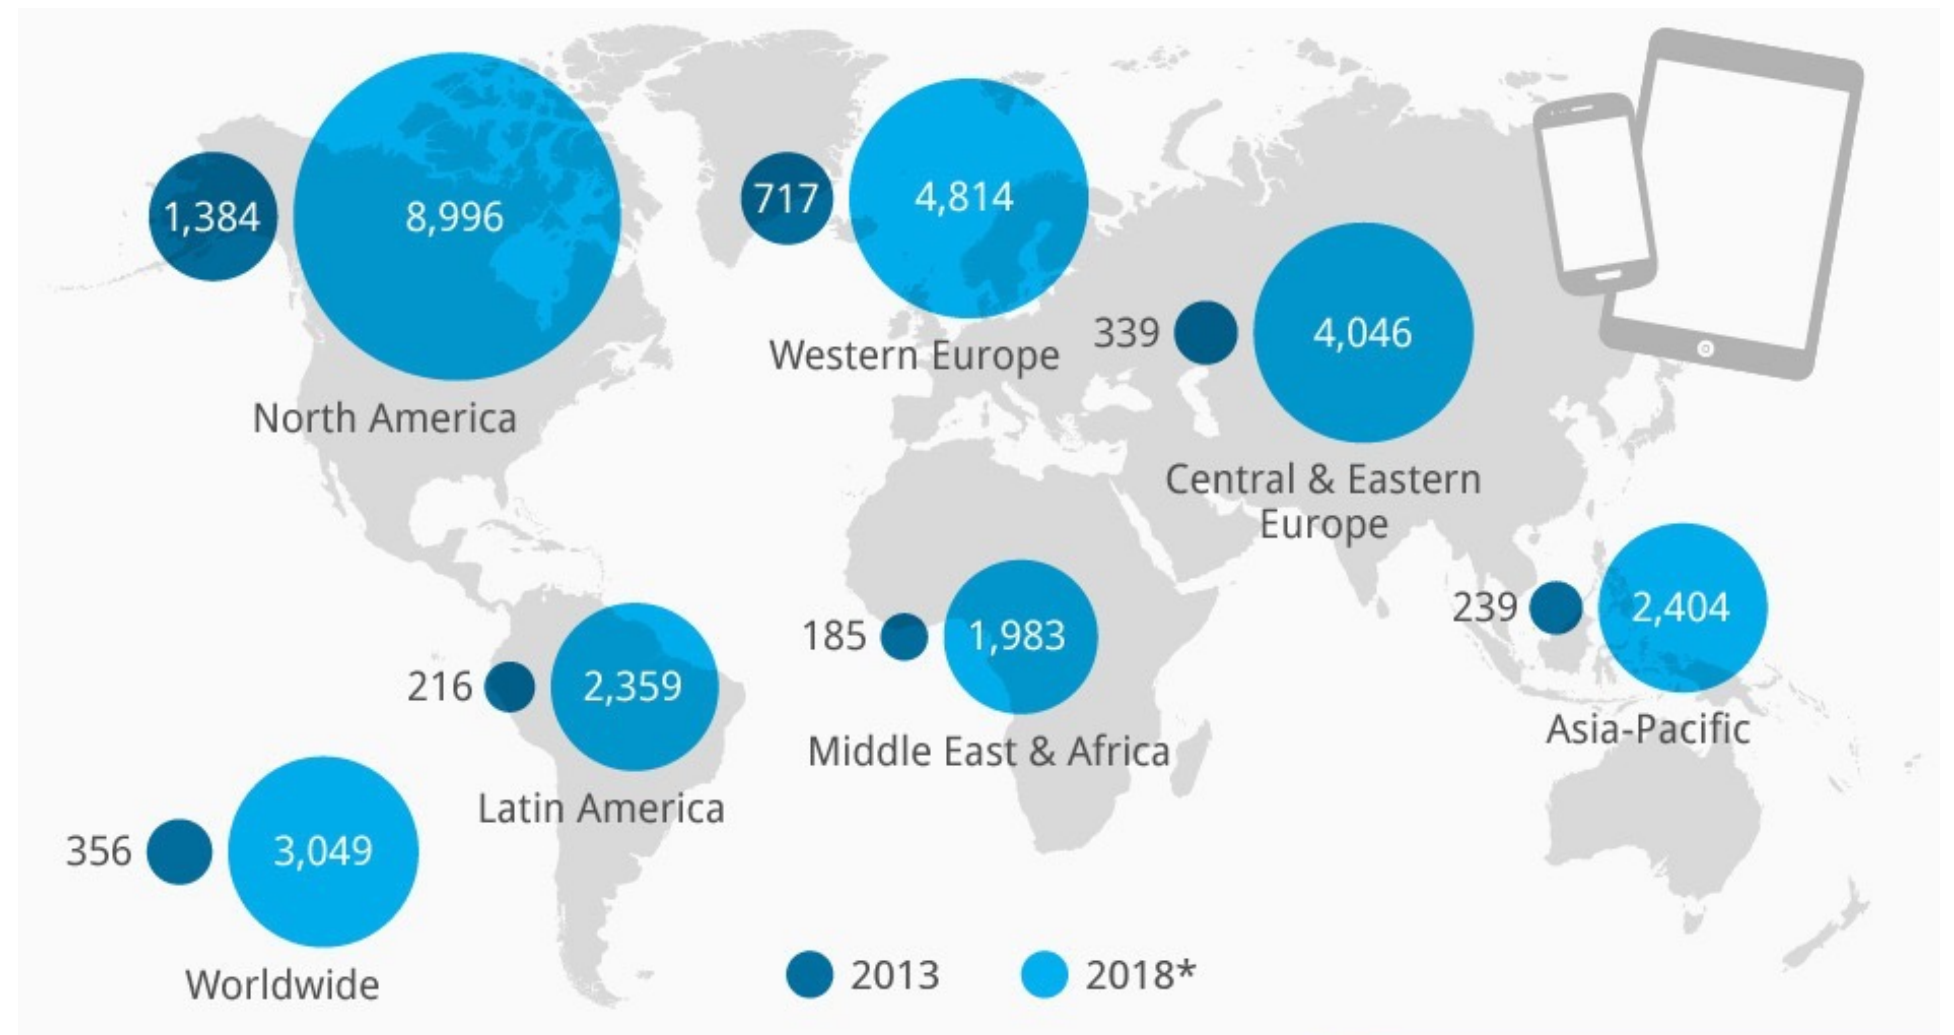 1,384
8,996
North America
717
4,814
Western Europe
339
4,046
Central & Eastern
Europe
239
2,404
Asia-Pacific
185
1,983
Middle East & Africa
216
2,359
Latin America
356
3,049
Worldwide
2013
2018*